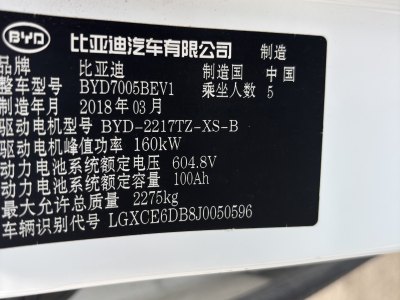 BYD 比亚迪汽车有限公司 制造
品牌 比亚迪 制造国 中国
整车型号 BYD7005BEV1 乘坐人数 5
制造年月 2018年03月
驱动电机型号 BYD-2217TZ-XS-B
驱动电机峰值功率 160kW
动力电池系统额定电压 604.8V
动力电池系统额定容量 100Ah
最大允许总质量 2275kg
车辆识别代号 LGXCE6DB8J0050596